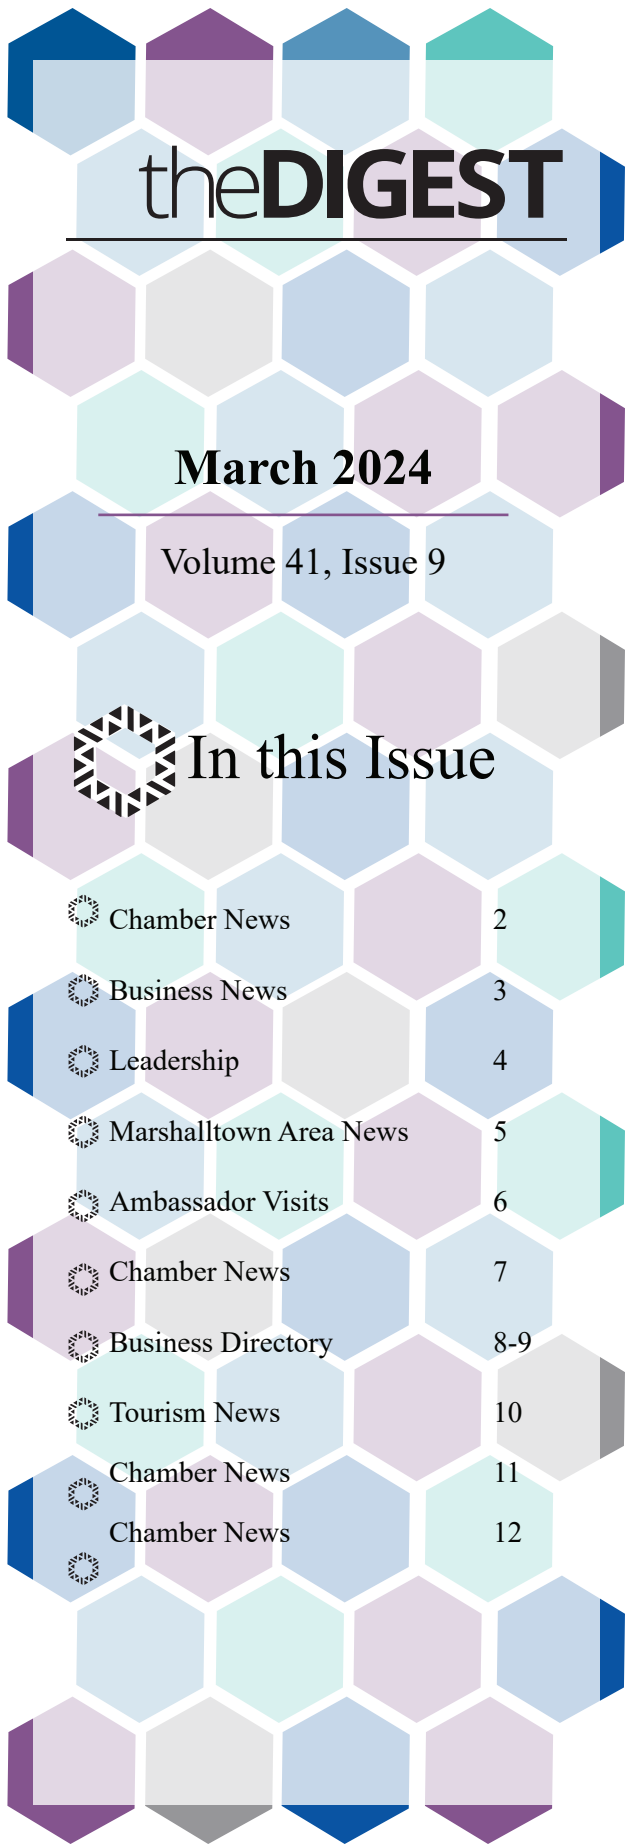 theDIGEST
March 2024
Volume 41, Issue 9
In this Issue
Chamber News 2
Business News 3
Leadership 4
Marshalltown Area News 5
Ambassador Visits 6
Chamber News 7
Business Directory 8-9
Tourism News 10
Chamber News 11
Chamber News 12